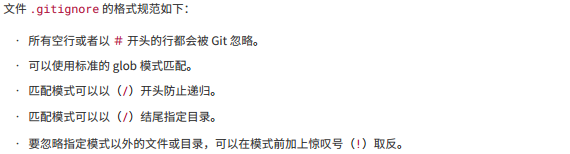 文件 .gitignore 的格式规范如下：
· 所有空行或者以 # 开头的行都会被 Git 忽略。
· 可以使用标准的 glob 模式匹配。
· 匹配模式可以以（/）开头防止递归。
· 匹配模式可以以（/）结尾指定目录。
· 要忽略指定模式以外的文件或目录，可以在模式前加上惊叹号（!）取反。